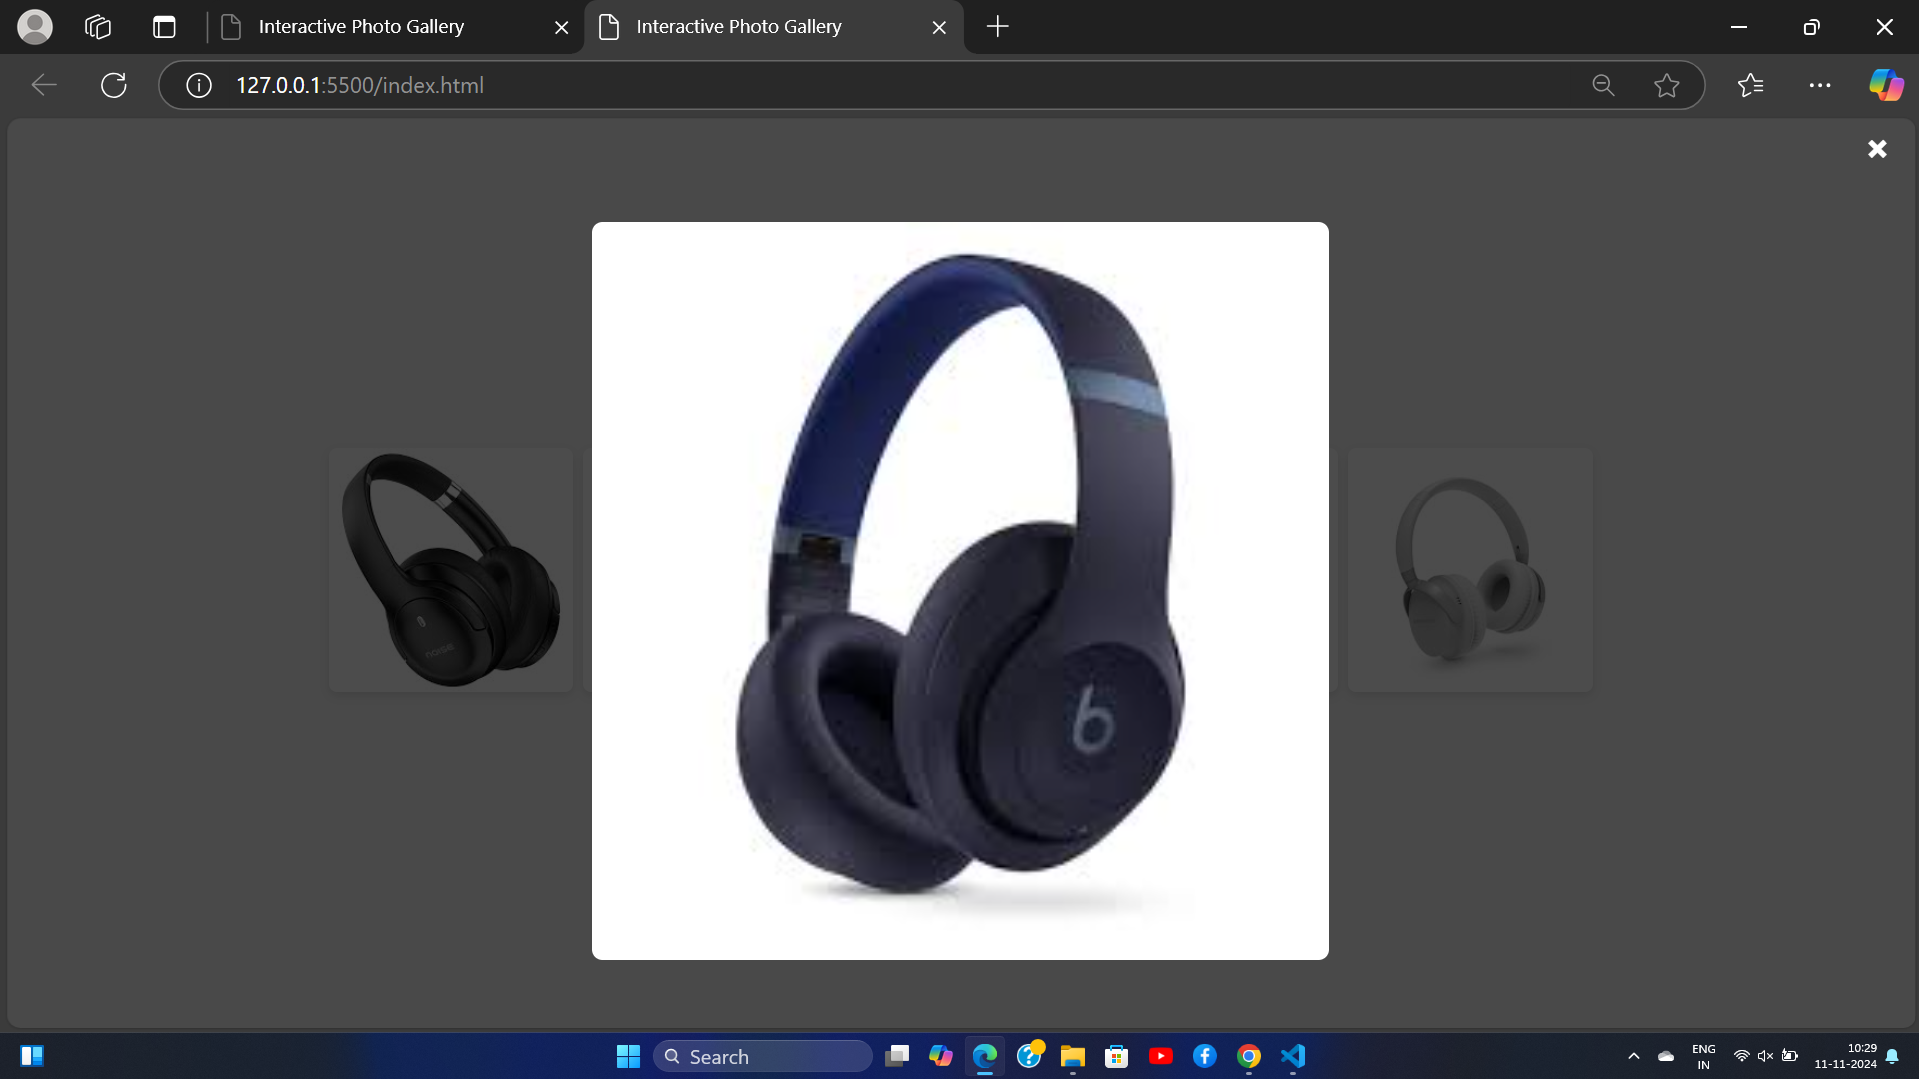 Interactive Photo Gallery
Interactive Photo Gallery
127.0.0.1:5500/index.html
noise
b
Search
ENG
IN
10:29
11-11-2024